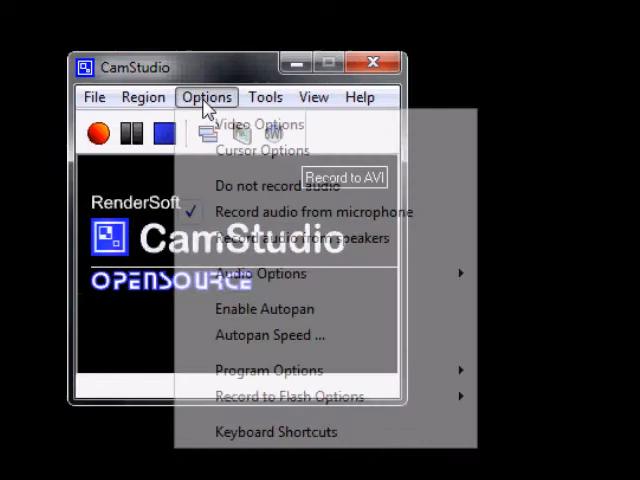 CamStudio
File Region Options Tools View Help
Video Options
Cursor Options
Do not record audio
Record to AVI
Record audio from microphone
Record audio from speakers
RenderSoft
CamStudio
OPENSOURCE
Audio Options
Enable Autopan
Autopan Speed ...
Program Options
Record to Flash Options
Keyboard Shortcuts